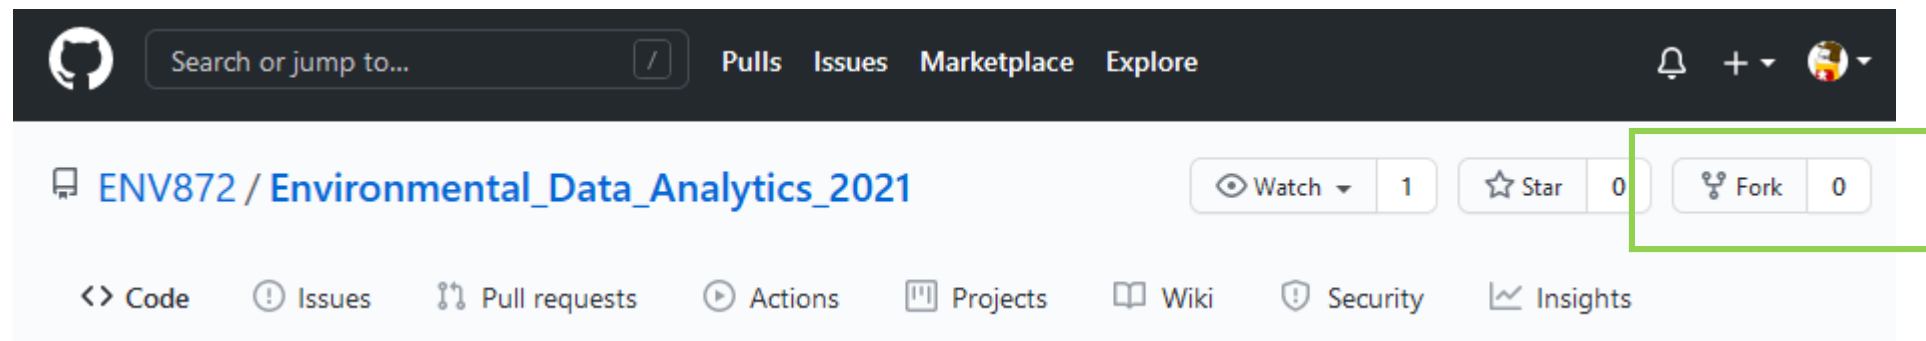 Search or jump to... / Pulls Issues Marketplace Explore
ENV872 / Environmental_Data_Analytics_2021 Watch 1 Star 0 Fork 0
<> Code Issues Pull requests Actions Projects Wiki Security Insights